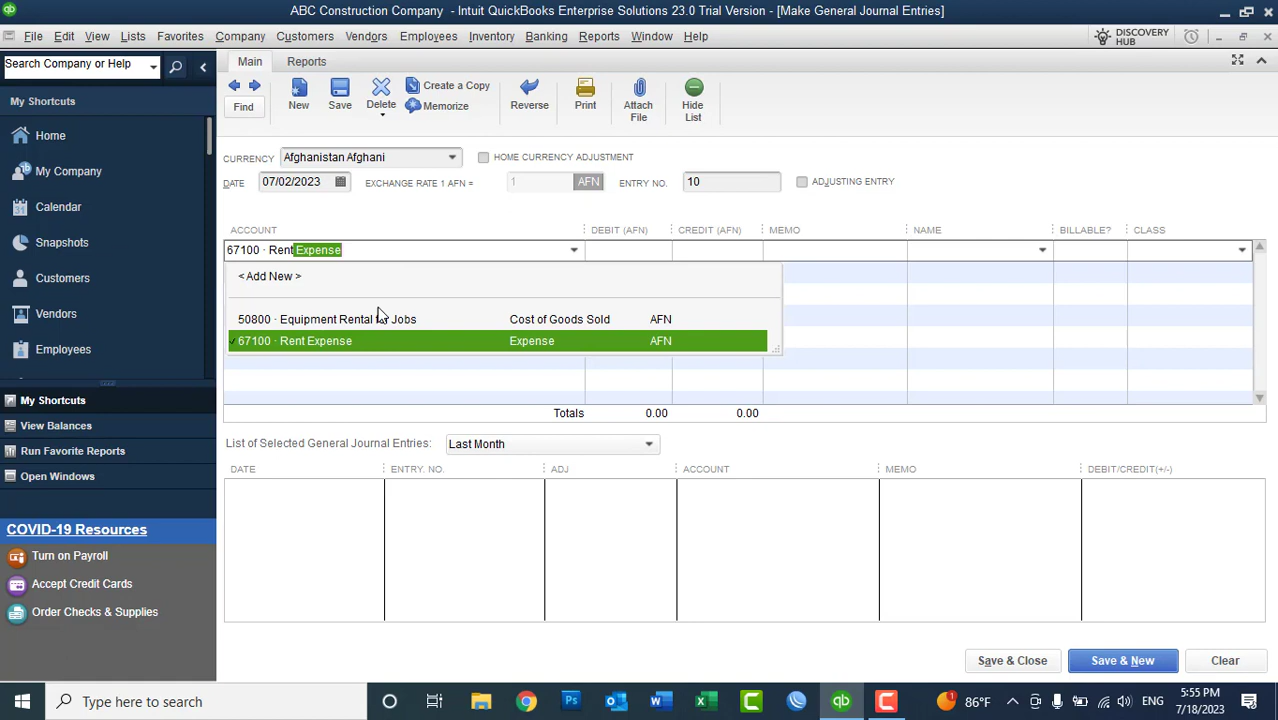 ABC Construction Company - Intuit QuickBooks Enterprise Solutions 23.0 Trial Version - [Make General Journal Entries]
File Edit View Lists Favorites Company Customers Vendors Employees Inventory Banking Reports Window Help
DISCOVERY
HUB
Search Company or Help
My Shortcuts
Home
My Company
Calendar
Snapshots
Customers
Vendors
Employees
My Shortcuts
View Balances
Run Favorite Reports
Open Windows
COVID-19 Resources
Turn on Payroll
Accept Credit Cards
Order Checks & Supplies
Main Reports
Find
New
Save
Delete
Create a Copy
Memorize
Reverse
Print
Attach
File
Hide
List
CURRENCY Afghanistan Afghani HOME CURRENCY ADJUSTMENT
DATE 07/02/2023 EXCHANGE RATE 1 AFN = 1 AFN ENTRY NO. 10 ADJUSTING ENTRY
ACCOUNT DEBIT (AFN) CREDIT (AFN) MEMO NAME BILLABLE? CLASS
67100 · Rent Expense
< Add New >
50800 · Equipment Rental for Jobs Cost of Goods Sold AFN
✓ 67100 · Rent Expense Expense AFN
Totals 0.00 0.00
List of Selected General Journal Entries: Last Month
DATE ENTRY. NO. ADJ ACCOUNT MEMO DEBIT/CREDIT(+/-)
Save & Close Save & New Clear
Type here to search
Ps
W
X
C
qb
C
1
86°F
ENG
5:55 PM
7/18/2023